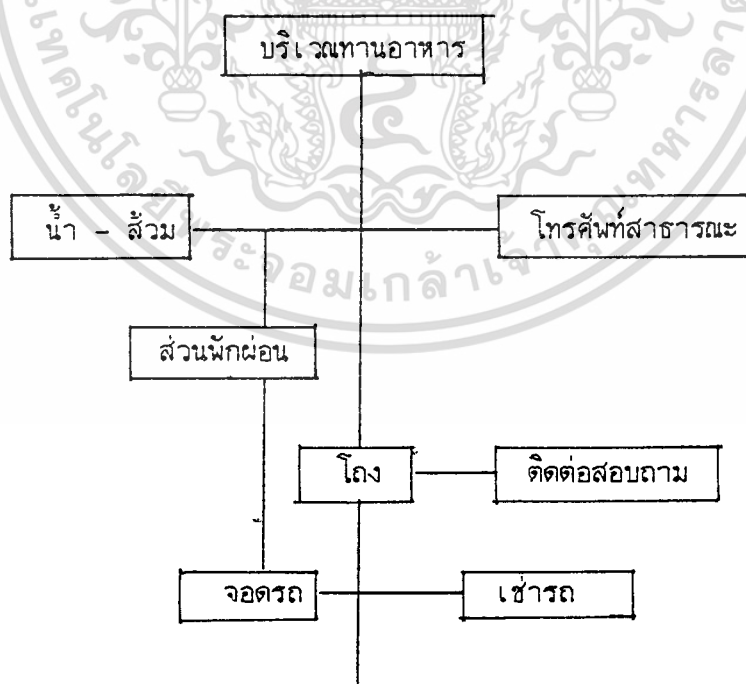 บริเวณทานอาหาร
น้ำ - ส้วม
โทรศัพท์สาธารณะ
ส่วนพักผ่อน
โถง
ติดต่อสอบถาม
จอดรถ
เช่ารถ